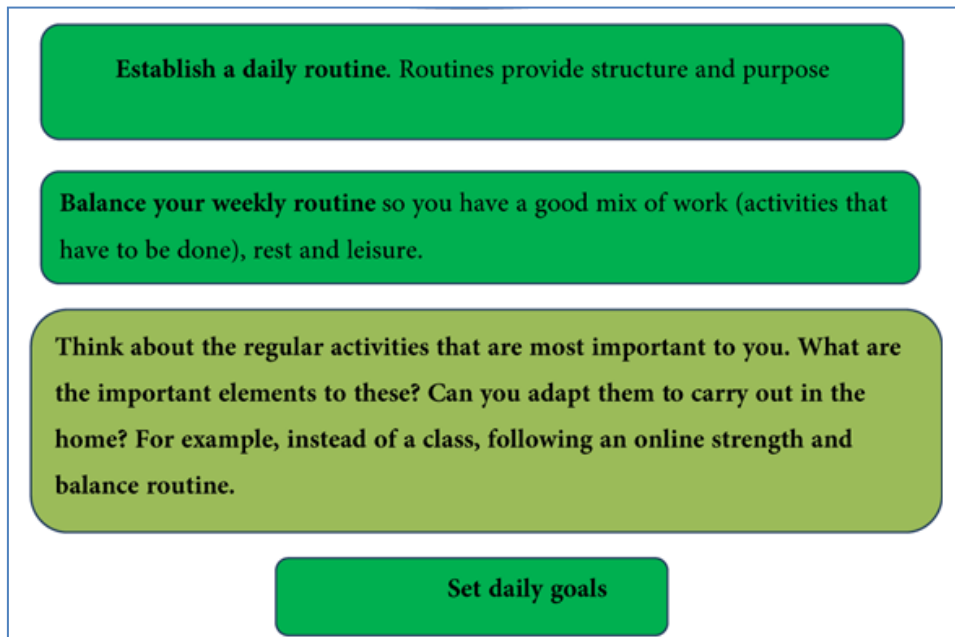 Establish a daily routine. Routines provide structure and purpose
Balance your weekly routine so you have a good mix of work (activities that
have to be done), rest and leisure.
Think about the regular activities that are most important to you. What are
the important elements to these? Can you adapt them to carry out in the
home? For example, instead of a class, following an online strength and
balance routine.
Set daily goals